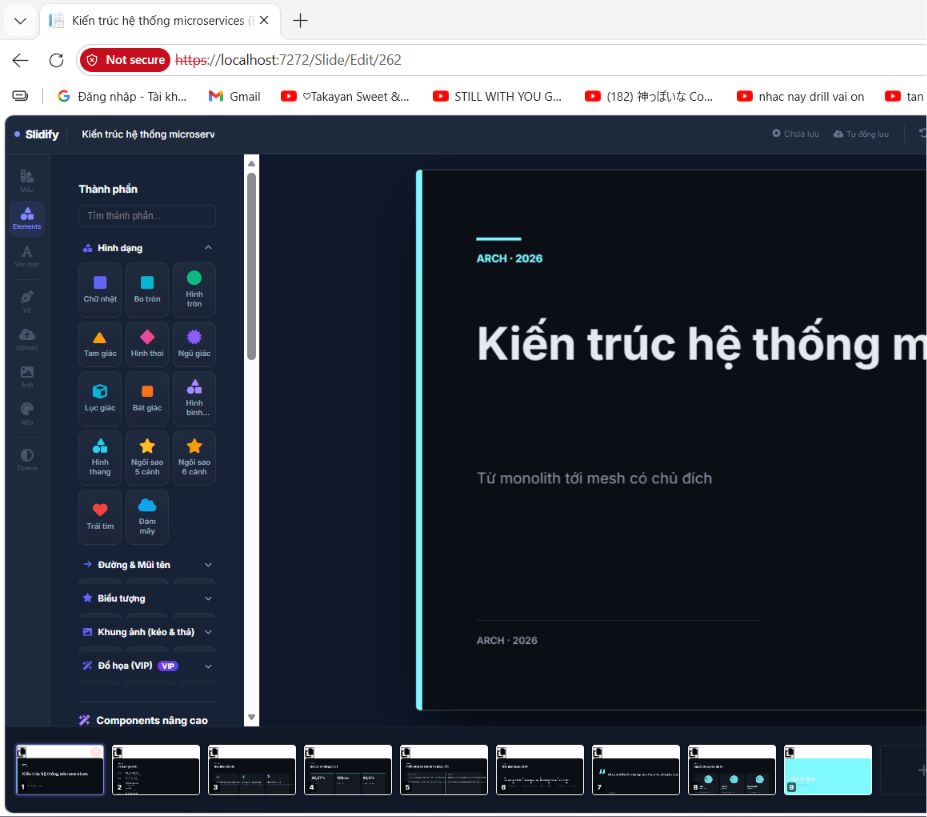 Kiến trúc hệ thống microservices (
Not secure https://localhost:7272/Slide/Edit/262
Đăng nhập - Tài kh...
Gmail
♡Takayan Sweet &...
STILL WITH YOU G...
(182) 神っぽいな Co...
nhac nay drill vai on
tan
Slidify
Kiến trúc hệ thống microserv
Chưa lưu
Tự động lưu
Mẫu
Elements
Văn bản
Vẽ
Upload
Ảnh
Nền
Theme
Thành phần
Tìm thành phần...
Hình dạng
Chữ nhật
Bo tròn
Hình
tròn
Tam giác
Hình thoi
Ngũ giác
Lục giác
Bát giác
Hình
bình...
Hình
thang
Ngôi sao
5 cánh
Ngôi sao
6 cánh
Trái tim
Đám
mây
Đường & Mũi tên
Biểu tượng
Khung ảnh (kéo & thả)
Đồ họa (VIP) VIP
Components nâng cao
ARCH · 2026
Kiến trúc hệ thống m
Từ monolith tới mesh có chủ đích
ARCH · 2026
Kiến trúc hệ thống microservices
1
2
3
4
5
6
7
8
9